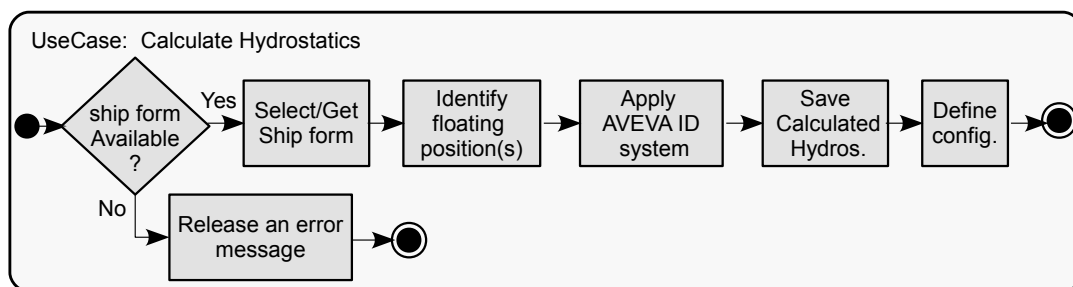 UseCase: Calculate Hydrostatics
ship form
Available
?
Yes
Select/Get
Ship form
Identify
floating
position(s)
Apply
AVEVA ID
system
Save
Calculated
Hydros.
Define
config.
No
Release an error
message